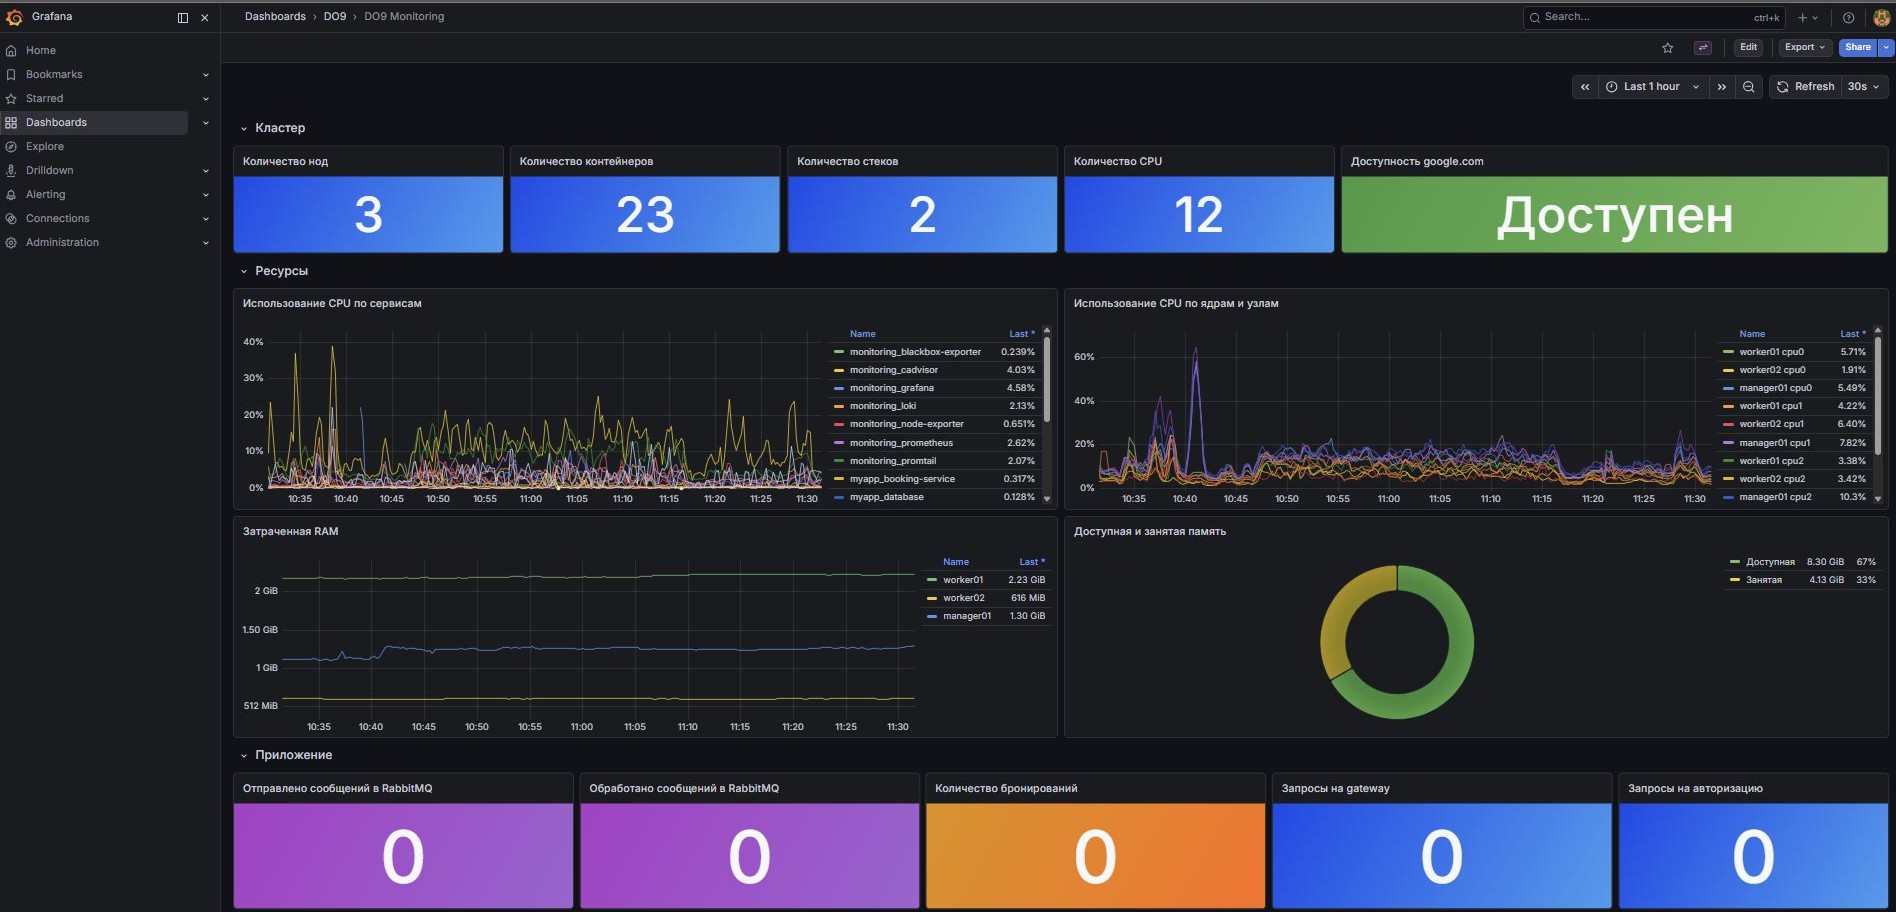 Grafana
Dashboards › DO9 › DO9 Monitoring
Search... ctrl+k
Home
Bookmarks
Starred
Dashboards
Explore
Drilldown
Alerting
Connections
Administration
Edit Export Share
Last 1 hour Refresh 30s
Кластер
Количество нод
3
Количество контейнеров
23
Количество стеков
2
Количество CPU
12
Доступность google.com
Доступен
Ресурсы
Использование CPU по сервисам
40%
30%
20%
10%
0%
10:35 10:40 10:45 10:50 10:55 11:00 11:05 11:10 11:15 11:20 11:25 11:30
Name Last *
monitoring_blackbox-exporter 0.239%
monitoring_cadvisor 4.03%
monitoring_grafana 4.58%
monitoring_loki 2.13%
monitoring_node-exporter 0.651%
monitoring_prometheus 2.62%
monitoring_promtail 2.07%
myapp_booking-service 0.317%
myapp_database 0.128%
Использование CPU по ядрам и узлам
60%
40%
20%
0%
10:35 10:40 10:45 10:50 10:55 11:00 11:05 11:10 11:15 11:20 11:25 11:30
Name Last *
worker01 cpu0 5.71%
worker02 cpu0 1.91%
manager01 cpu0 5.49%
worker01 cpu1 4.22%
worker02 cpu1 6.40%
manager01 cpu1 7.82%
worker01 cpu2 3.38%
worker02 cpu2 3.42%
manager01 cpu2 10.3%
Затраченная RAM
2 GiB
1.50 GiB
1 GiB
512 MiB
10:35 10:40 10:45 10:50 10:55 11:00 11:05 11:10 11:15 11:20 11:25 11:30
Name Last *
worker01 2.23 GiB
worker02 616 MiB
manager01 1.30 GiB
Доступная и занятая память
Доступная 8.30 GiB 67%
Занятая 4.13 GiB 33%
Приложение
Отправлено сообщений в RabbitMQ
0
Обработано сообщений в RabbitMQ
0
Количество бронирований
0
Запросы на gateway
0
Запросы на авторизацию
0